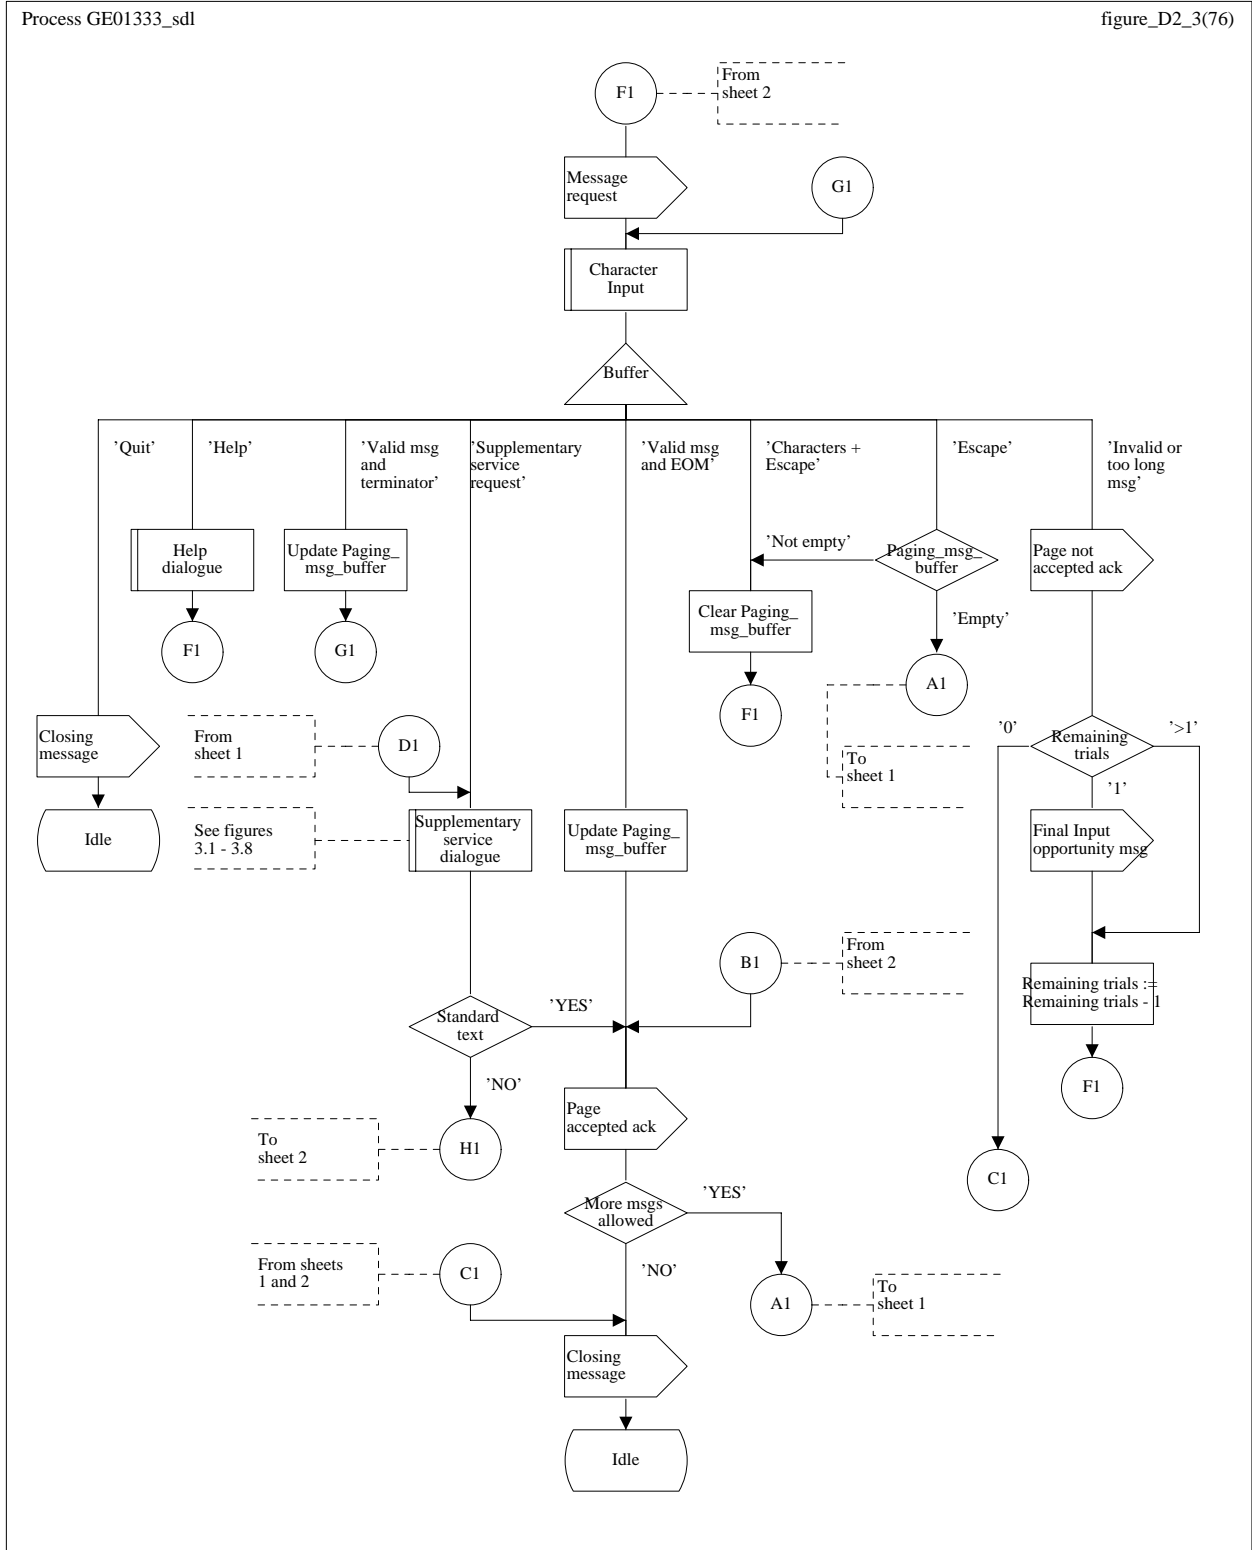 Process GE01333_sdl
figure_D2_3(76)
F1
From
sheet 2
Message
request
G1
Character
Input
Buffer
’Quit’
’Help’
’Valid msg
and
terminator’
’Supplementary
service
request’
’Valid msg
and EOM’
’Characters +
Escape’
’Escape’
’Invalid or
too long
msg’
Help
dialogue
Update Paging_
msg_buffer
’Not empty’
Paging_msg_
buffer
Page not
accepted ack
Clear Paging_
msg_buffer
’Empty’
F1
G1
F1
A1
Closing
message
From
sheet 1
D1
To
sheet 1
’0’
Remaining
trials
’>1’
’1’
Idle
See figures
3.1 - 3.8
Supplementary
service
dialogue
Update Paging_
msg_buffer
Final Input
opportunity msg
B1
From
sheet 2
Remaining trials :=
Remaining trials - 1
Standard
text
’YES’
’NO’
F1
To
sheet 2
H1
Page
accepted ack
C1
More msgs
allowed
’YES’
’NO’
From sheets
1 and 2
C1
A1
To
sheet 1
Closing
message
Idle